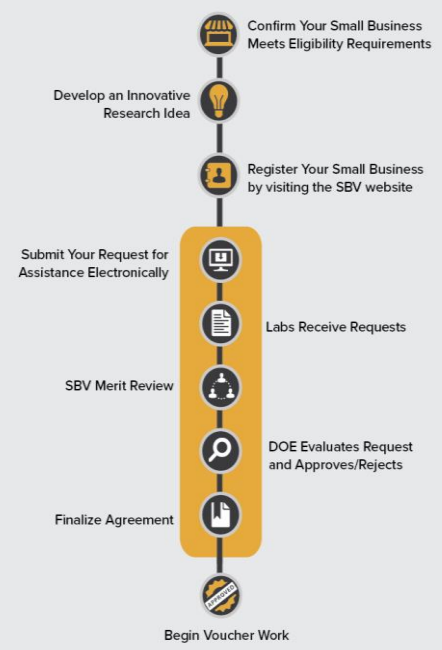 Confirm Your Small Business
Meets Eligibility Requirements
Develop an Innovative
Research Idea
Register Your Small Business
by visiting the SBV website
Submit Your Request for
Assistance Electronically
Labs Receive Requests
SBV Merit Review
DOE Evaluates Request
and Approves/Rejects
Finalize Agreement
APPROVED
Begin Voucher Work